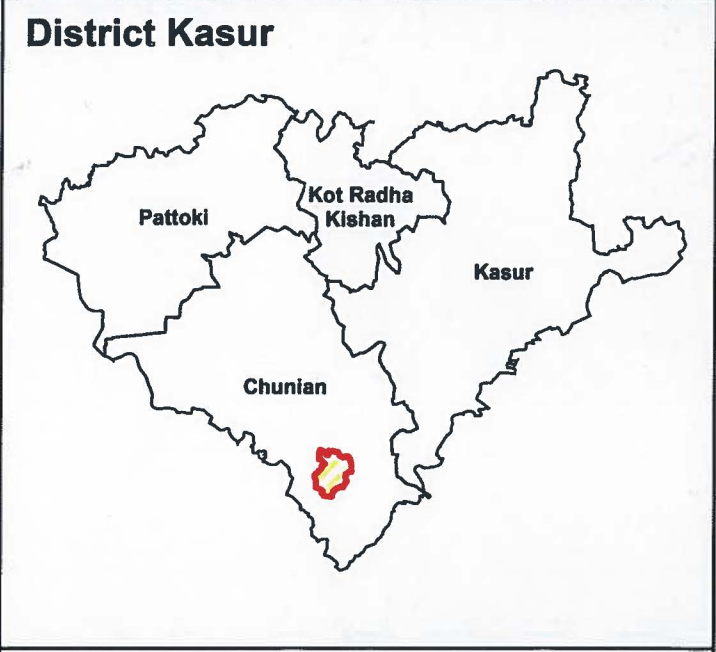 District Kasur
Kot Radha
Kishan
Pattoki
Kasur
Chunian